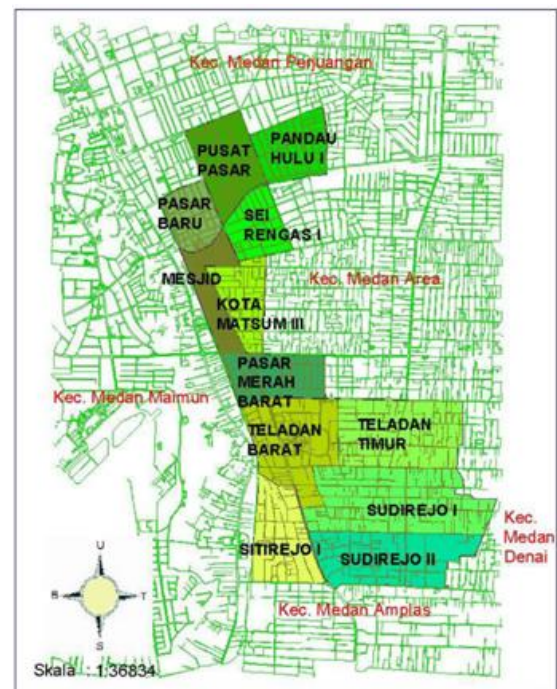 Kec. Medan Perjuangan
PANDAU
HULU I
PUSAT
PASAR
PASAR
BARU
SEI
RENGAS I
MESJID
Kec. Medan Area
KOTA
MATSUM III
PASAR
MERAH
BARAT
Kec. Medan Maimun
TELADAN
BARAT
TELADAN
TIMUR
SUDIREJO I
Kec.
Medan
Denai
SITIREJO I
SUDIREJO II
Kec. Medan Amplas
U
B
T
S
Skala : 1:36834